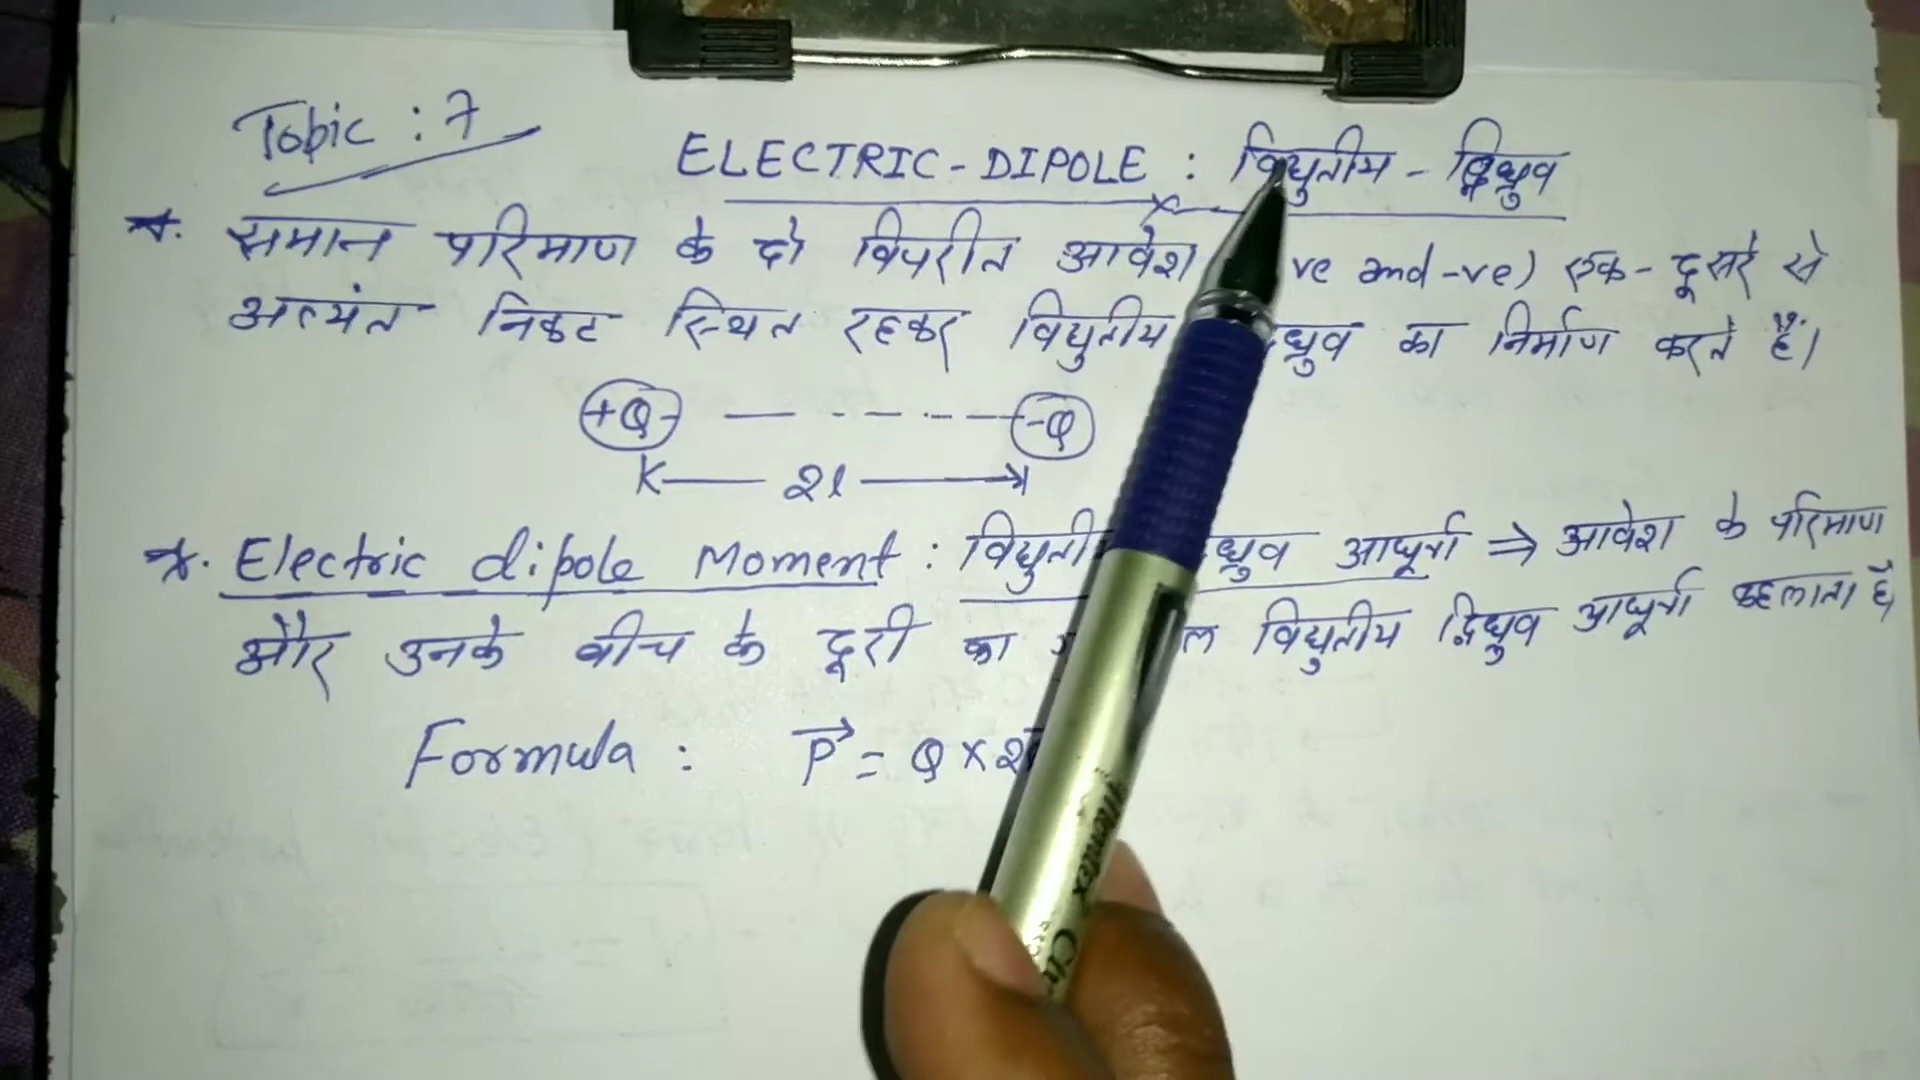 Topic : 7
ELECTRIC-DIPOLE : विद्युतीय - द्विध्रुव
समान परिमाण के दो विपरीत आवेश ve and -ve) एक-दूसरे से
अत्यंत निकट स्थित रहकर विद्युतीय ध्रुव का निर्माण करते हैं।
+Q -Q
2l
Electric dipole Moment : ध्रुव आघूर्ण ⇒ आवेश के परिमाण
और उनके बीच के दूरी का विद्युतीय द्विध्रुव आघूर्ण कहलाता है
Formula : P⃗ = Q × 2
Montex